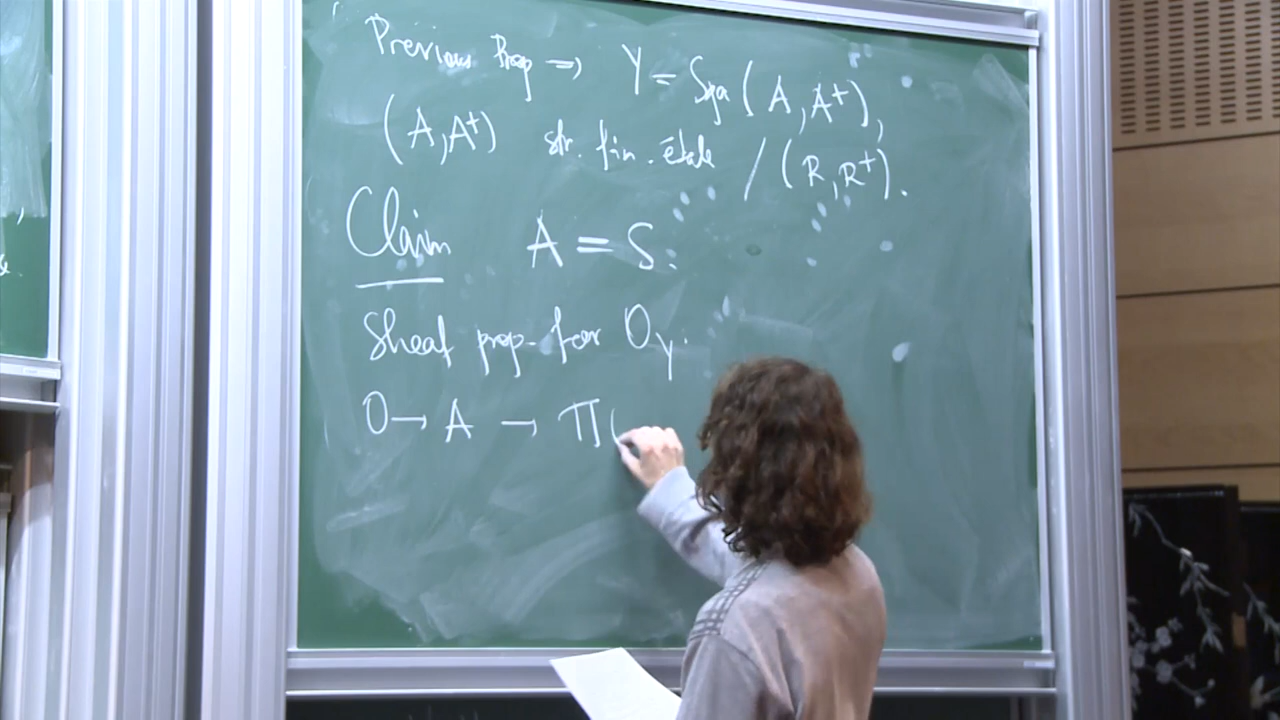 Previous Prop ⇒ Y = Spa (A, A⁺),
(A, A⁺) str. fin. étale / (R, R⁺).
Claim A = S.
Sheaf prop. for O_Y.
0 → A → ∏ (